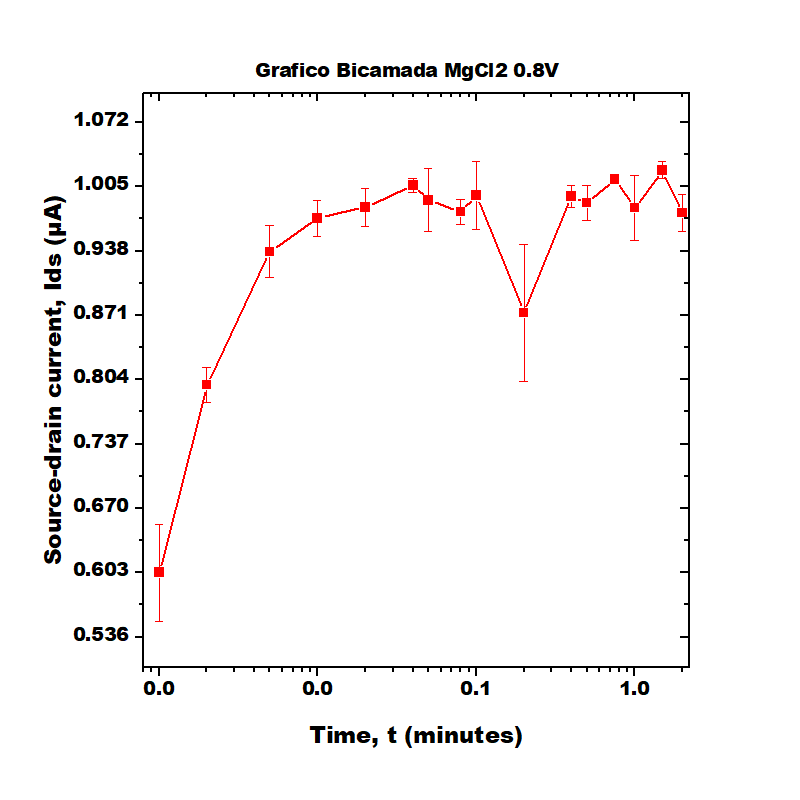 Grafico Bicamada MgCl2 0.8V
1.072
1.005
0.938
0.871
0.804
0.737
0.670
0.603
0.536
Source-drain current, Ids (µA)
0.0 0.0 0.1 1.0
Time, t (minutes)